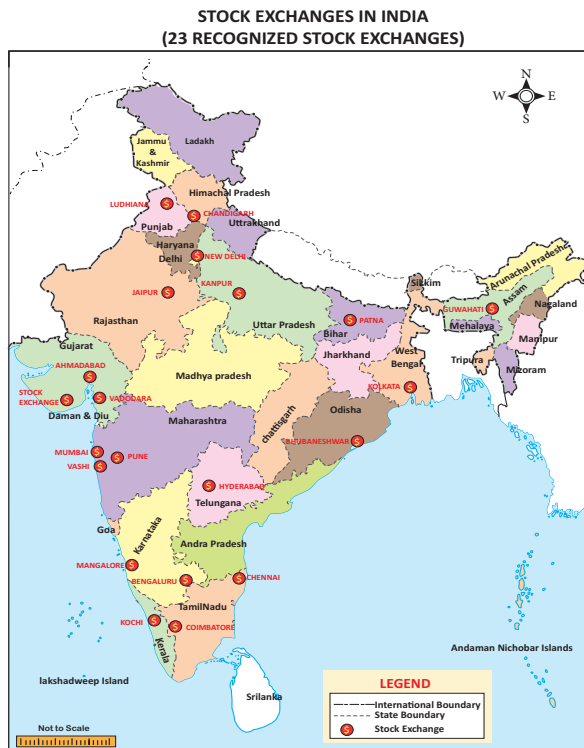 STOCK EXCHANGES IN INDIA
(23 RECOGNIZED STOCK EXCHANGES)
N
W E
S
Ladakh
Jammu
&
Kashmir
Himachal Pradesh
LUDHIANA
CHANDIGARH
Punjab
Uttrakhand
Haryana
Delhi
NEW DELHI
Arunachal Pradesh
Sikkim
JAIPUR
KANPUR
Assam
GUWAHATI
Nagaland
Rajasthan
Uttar Pradesh
PATNA
Bihar
Mehalaya
Manipur
Gujarat
Jharkhand
West
Bengal
Tripura
Mizoram
AHMADABAD
Madhya pradesh
STOCK
EXCHANGE
VADODARA
KOLKATA
Daman & Diu
Maharashtra
chattisgarh
Odisha
BHUBANESHWAR
MUMBAI
PUNE
VASHI
HYDERABAD
Telungana
Goa
Karnataka
Andra Pradesh
MANGALORE
BENGALURU
CHENNAI
TamilNadu
KOCHI
COIMBATORE
Kerala
Andaman Nichobar Islands
lakshadweep Island
Srilanka
LEGEND
International Boundary
State Boundary
Stock Exchange
Not to Scale